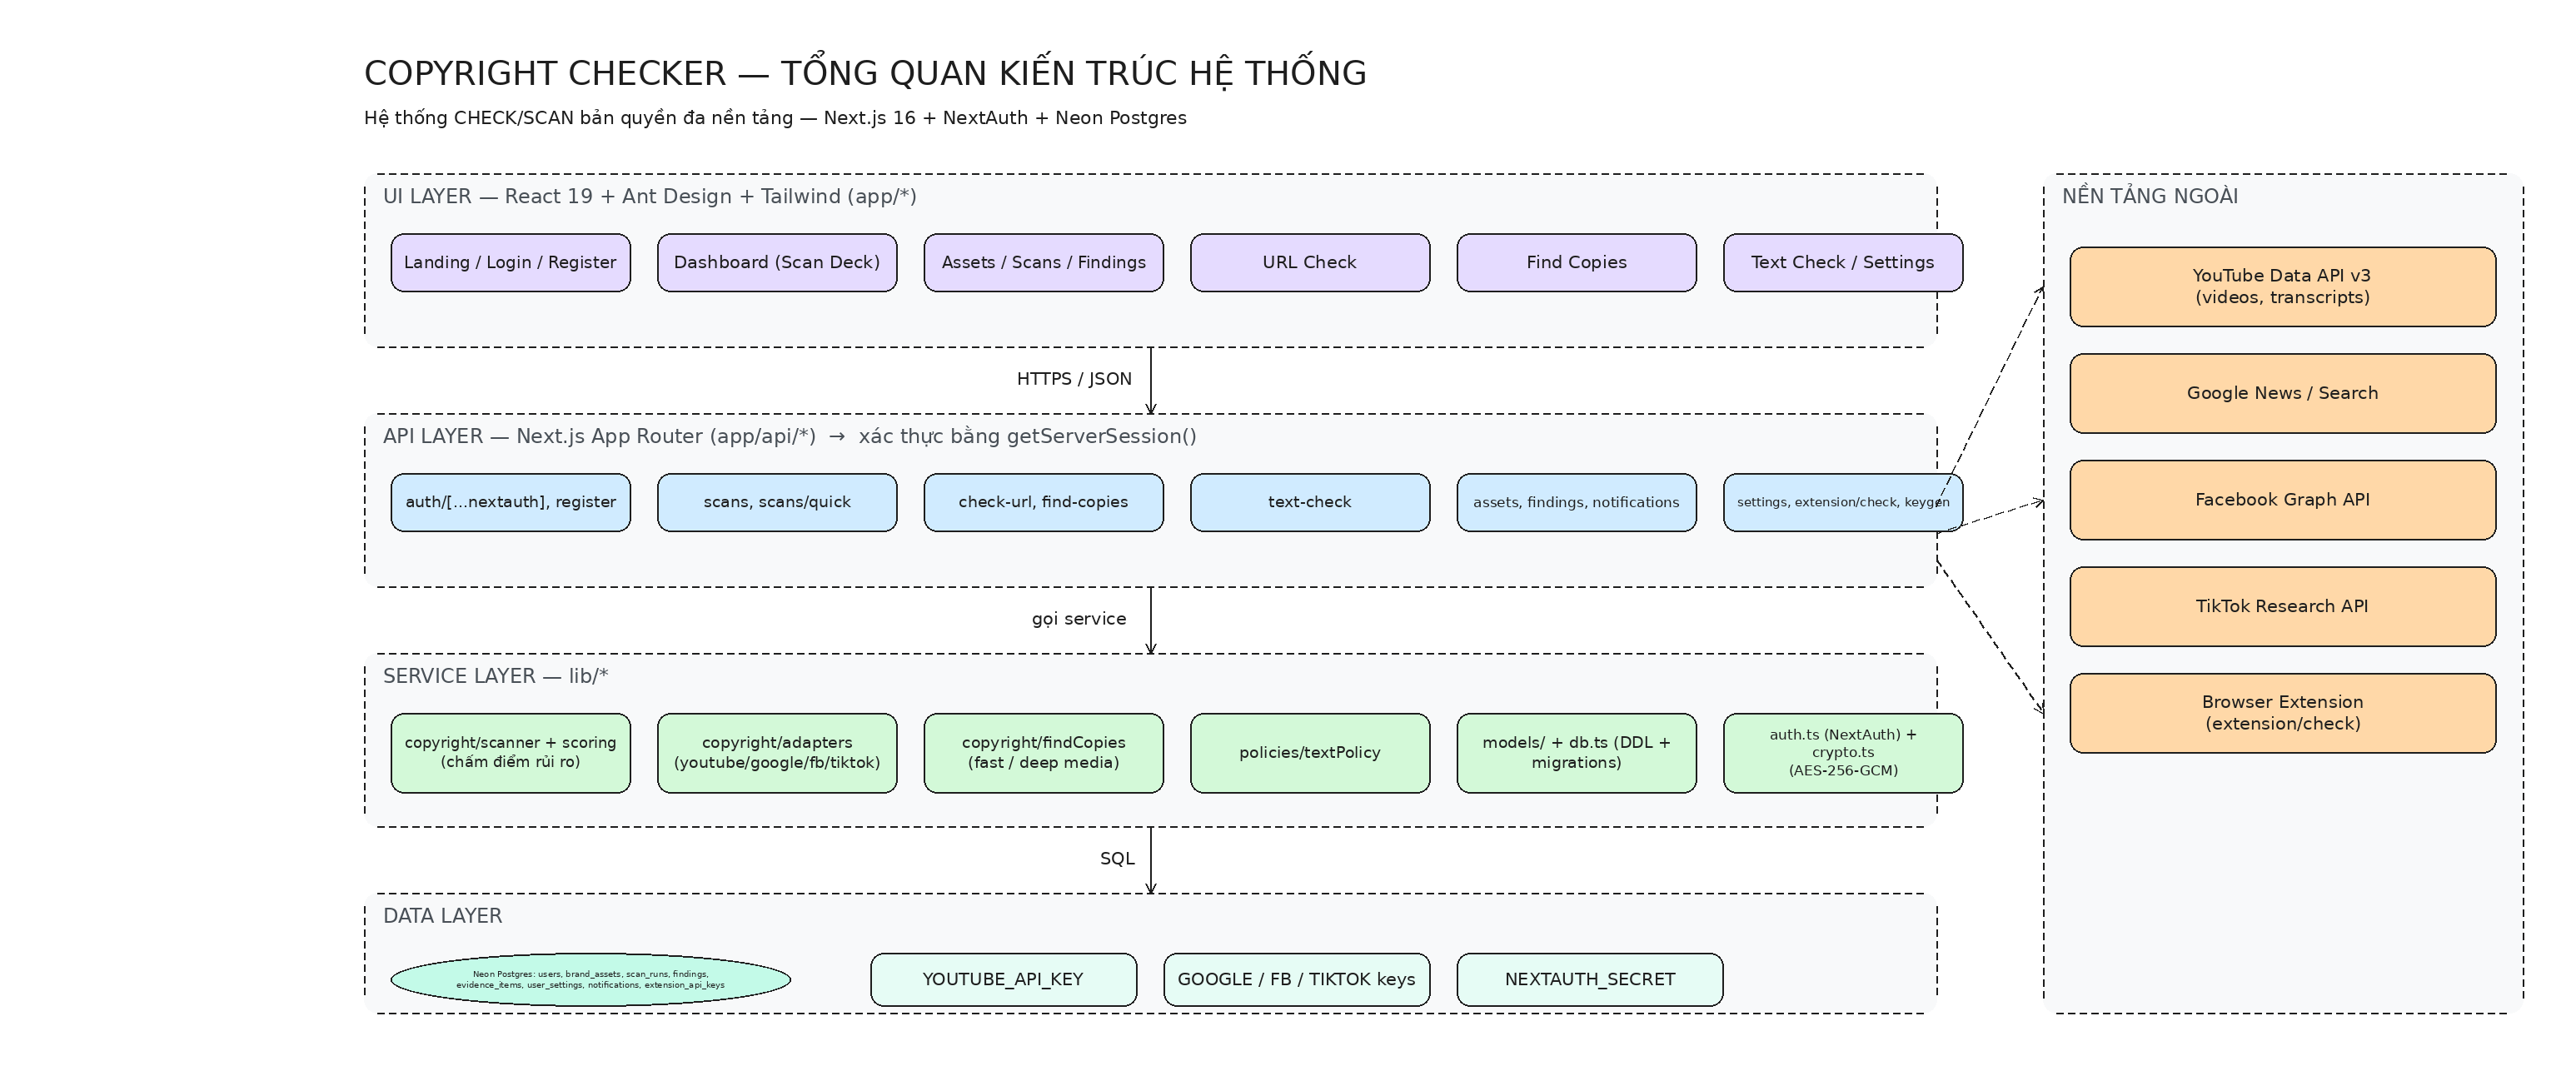 COPYRIGHT CHECKER — TỔNG QUAN KIẾN TRÚC HỆ THỐNG
Hệ thống CHECK/SCAN bản quyền đa nền tảng — Next.js 16 + NextAuth + Neon Postgres
UI LAYER — React 19 + Ant Design + Tailwind (app/*)
Landing / Login / Register
Dashboard (Scan Deck)
Assets / Scans / Findings
URL Check
Find Copies
Text Check / Settings
HTTPS / JSON
API LAYER — Next.js App Router (app/api/*) → xác thực bằng getServerSession()
auth/[...nextauth], register
scans, scans/quick
check-url, find-copies
text-check
assets, findings, notifications
settings, extension/check, keygen
gọi service
SERVICE LAYER — lib/*
copyright/scanner + scoring
(chấm điểm rủi ro)
copyright/adapters
(youtube/google/fb/tiktok)
copyright/findCopies
(fast / deep media)
policies/textPolicy
models/ + db.ts (DDL +
migrations)
auth.ts (NextAuth) +
crypto.ts
(AES-256-GCM)
SQL
DATA LAYER
Neon Postgres: users, brand_assets, scan_runs, findings,
evidence_items, user_settings, notifications, extension_api_keys
YOUTUBE_API_KEY
GOOGLE / FB / TIKTOK keys
NEXTAUTH_SECRET
NỀN TẢNG NGOÀI
YouTube Data API v3
(videos, transcripts)
Google News / Search
Facebook Graph API
TikTok Research API
Browser Extension
(extension/check)